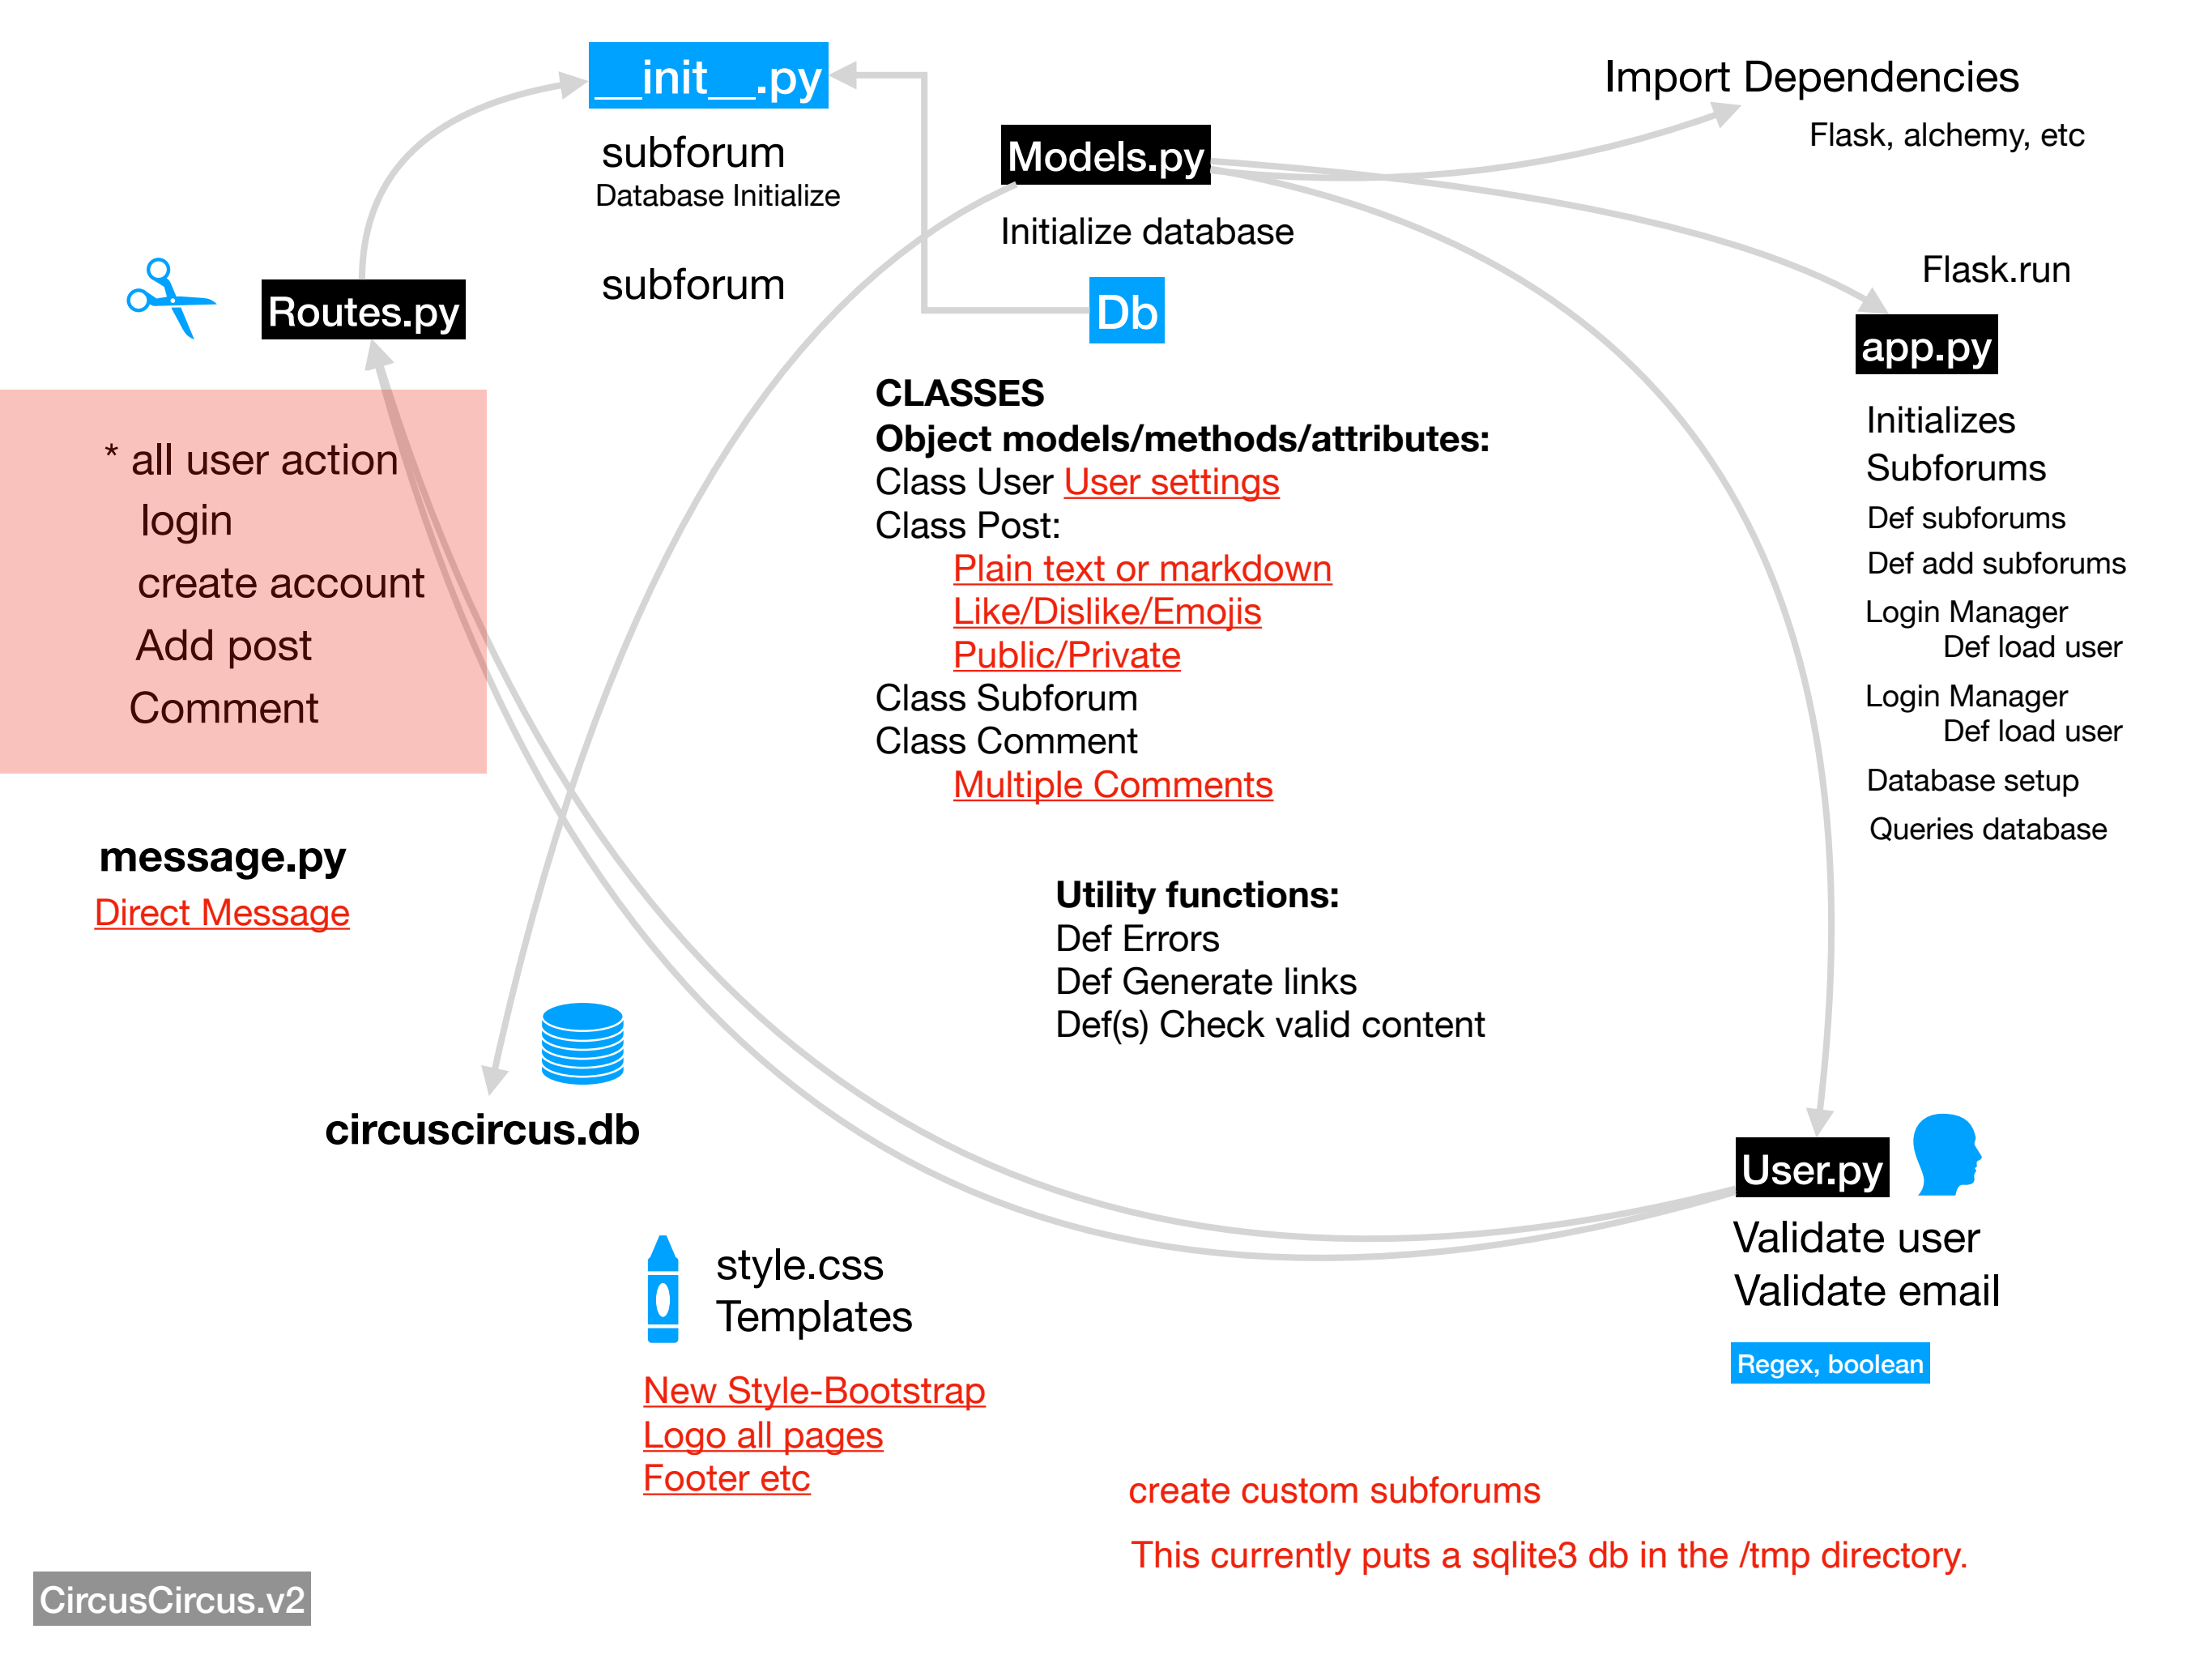 __init__.py
subforum
Database Initialize
subforum
Models.py
Initialize database
Db
Import Dependencies
Flask, alchemy, etc
Flask.run
app.py
Initializes
Subforums
Def subforums
Def add subforums
Login Manager
Def load user
Login Manager
Def load user
Database setup
Queries database
Routes.py
* all user action
login
create account
Add post
Comment
message.py
Direct Message
CLASSES
Object models/methods/attributes:
Class User User settings
Class Post:
Plain text or markdown
Like/Dislike/Emojis
Public/Private
Class Subforum
Class Comment
Multiple Comments
Utility functions:
Def Errors
Def Generate links
Def(s) Check valid content
circuscircus.db
User.py
Validate user
Validate email
Regex, boolean
style.css
Templates
New Style-Bootstrap
Logo all pages
Footer etc
create custom subforums
This currently puts a sqlite3 db in the /tmp directory.
CircusCircus.v2